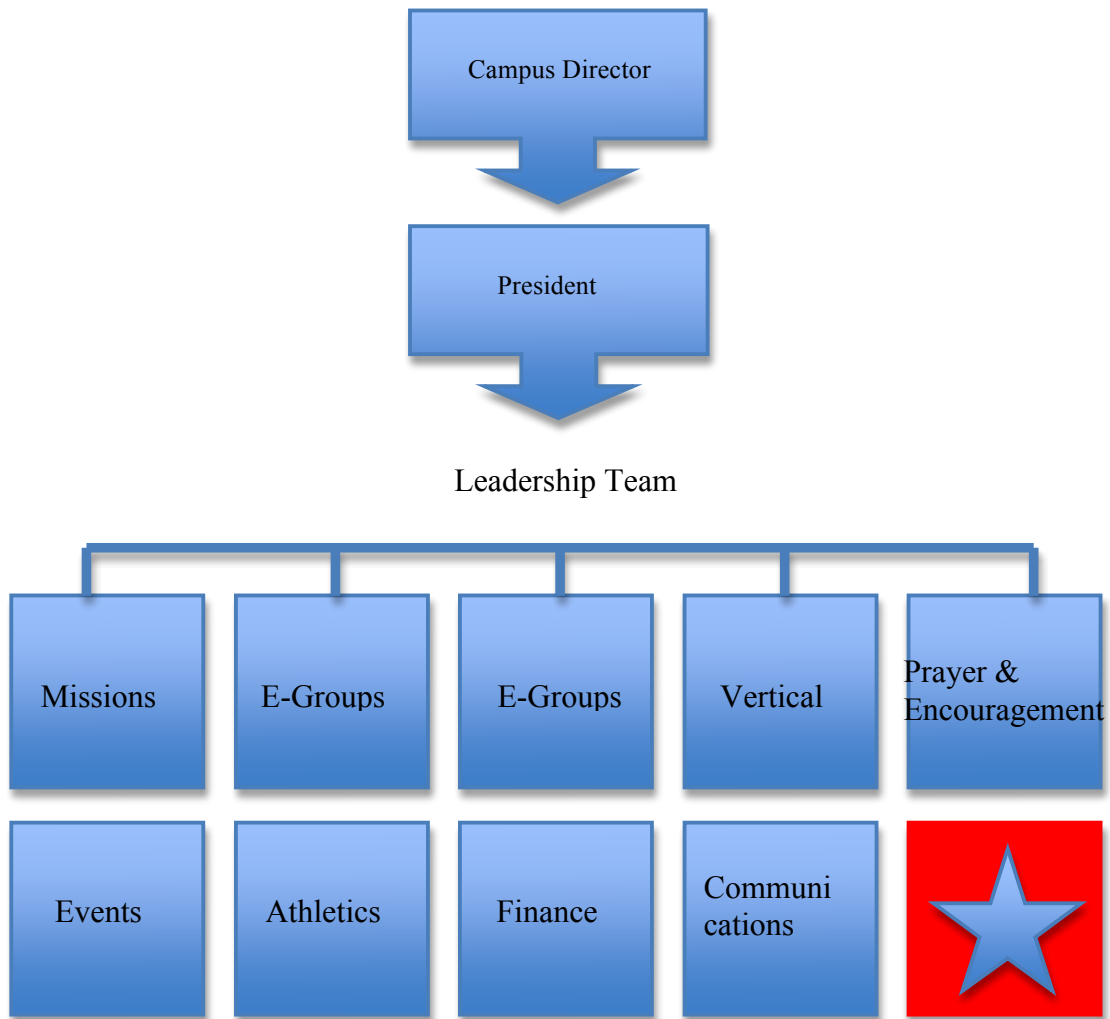 Campus Director
President
Leadership Team
Missions
E-Groups
E-Groups
Vertical
Prayer &
Encouragement
Events
Athletics
Finance
Communi
cations